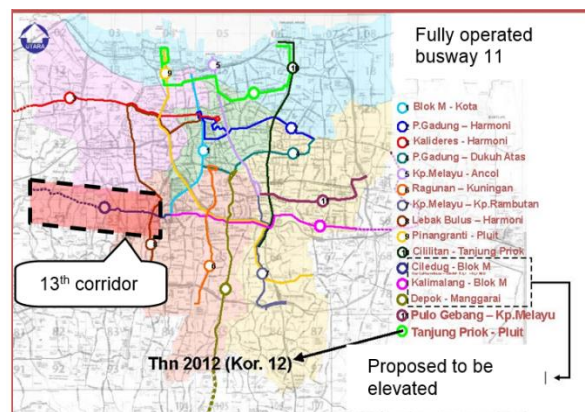 UTARA
Fully operated
busway 11
Blok M - Kota
P.Gadung – Harmoni
Kalideres - Harmoni
P.Gadung – Dukuh Atas
Kp.Melayu - Ancol
Ragunan - Kuningan
Kp.Melayu – Kp.Rambutan
Lebak Bulus – Harmoni
Pinangranti - Pluit
Cililitan - Tanjung Priok
Ciledug - Blok M
Kalimalang - Blok M
Depok - Manggarai
Pulo Gebang – Kp.Melayu
Tanjung Priok - Pluit
13th corridor
Thn 2012 (Kor. 12)
Proposed to be
elevated